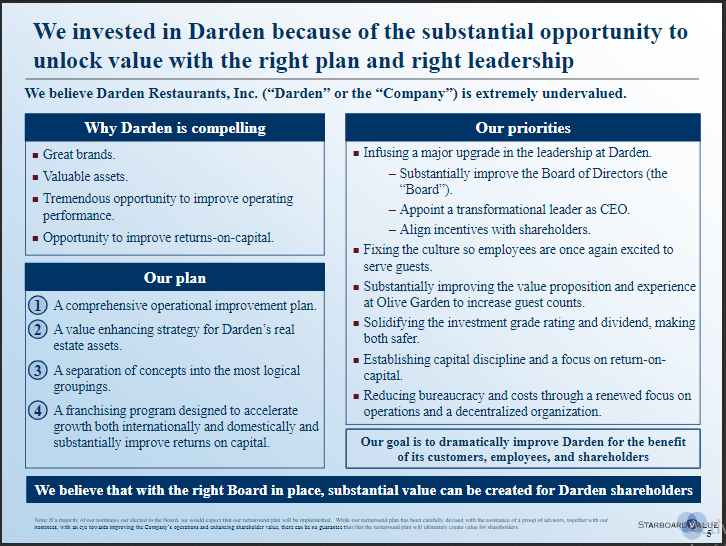 We invested in Darden because of the substantial opportunity to
unlock value with the right plan and right leadership
We believe Darden Restaurants, Inc. (“Darden” or the “Company”) is extremely undervalued.
Why Darden is compelling
■ Great brands.
■ Valuable assets.
■ Tremendous opportunity to improve operating
performance.
■ Opportunity to improve returns-on-capital.
Our plan
1 A comprehensive operational improvement plan.
2 A value enhancing strategy for Darden’s real
estate assets.
3 A separation of concepts into the most logical
groupings.
4 A franchising program designed to accelerate
growth both internationally and domestically and
substantially improve returns on capital.
Our priorities
■ Infusing a major upgrade in the leadership at Darden.
– Substantially improve the Board of Directors (the
“Board”).
– Appoint a transformational leader as CEO.
– Align incentives with shareholders.
■ Fixing the culture so employees are once again excited to
serve guests.
■ Substantially improving the value proposition and experience
at Olive Garden to increase guest counts.
■ Solidifying the investment grade rating and dividend, making
both safer.
■ Establishing capital discipline and a focus on return-on-
capital.
■ Reducing bureaucracy and costs through a renewed focus on
operations and a decentralized organization.
Our goal is to dramatically improve Darden for the benefit
of its customers, employees, and shareholders
We believe that with the right Board in place, substantial value can be created for Darden shareholders
Note: If a majority of our nominees our elected to the Board, we would expect that our turnaround plan will be implemented. While our turnaround plan has been carefully devised with the assistance of a group of advisors, together with our
nominees, with an eye towards improving the Company’s operations and enhancing shareholder value, there can be no guarantee that that the turnaround plan will ultimately create value for shareholders.
STARBOARD VALUE
5